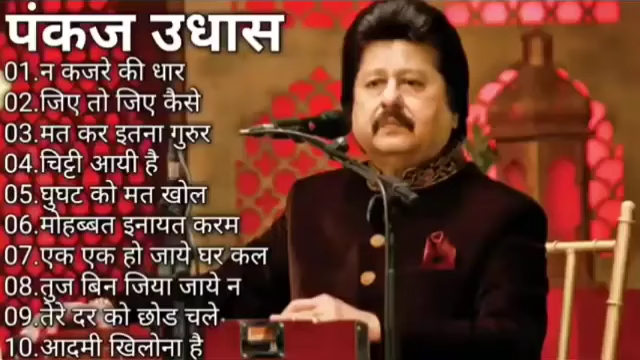 पंकज उधास
01.न कजरे की धार
02.जिए तो जिए कैसे
03.मत कर इतना गुरुर
04.चिट्टी आयी है
05.घुघट को मत खोल
06.मोहब्बत इनायत करम
07.एक एक हो जाये घर कल
08.तुज बिन जिया जाये न
09.तेरे दर को छोड चले
10.आदमी खिलोना है